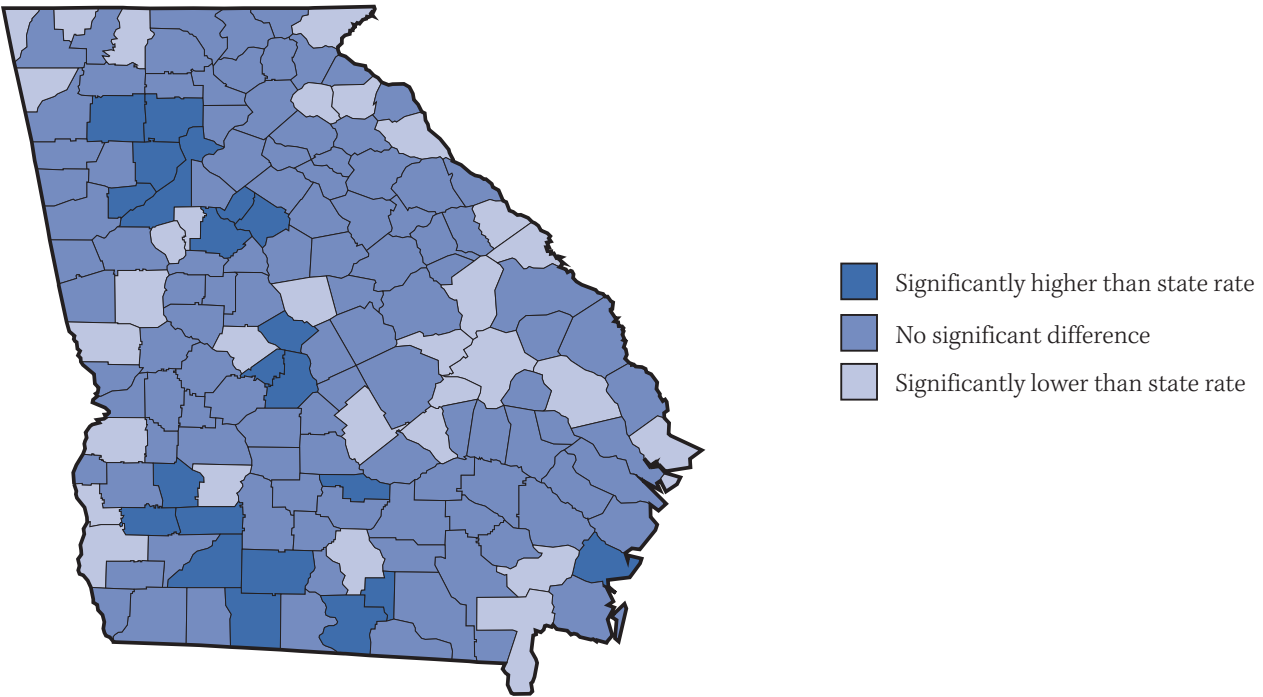 Significantly higher than state rate
No significant difference
Significantly lower than state rate